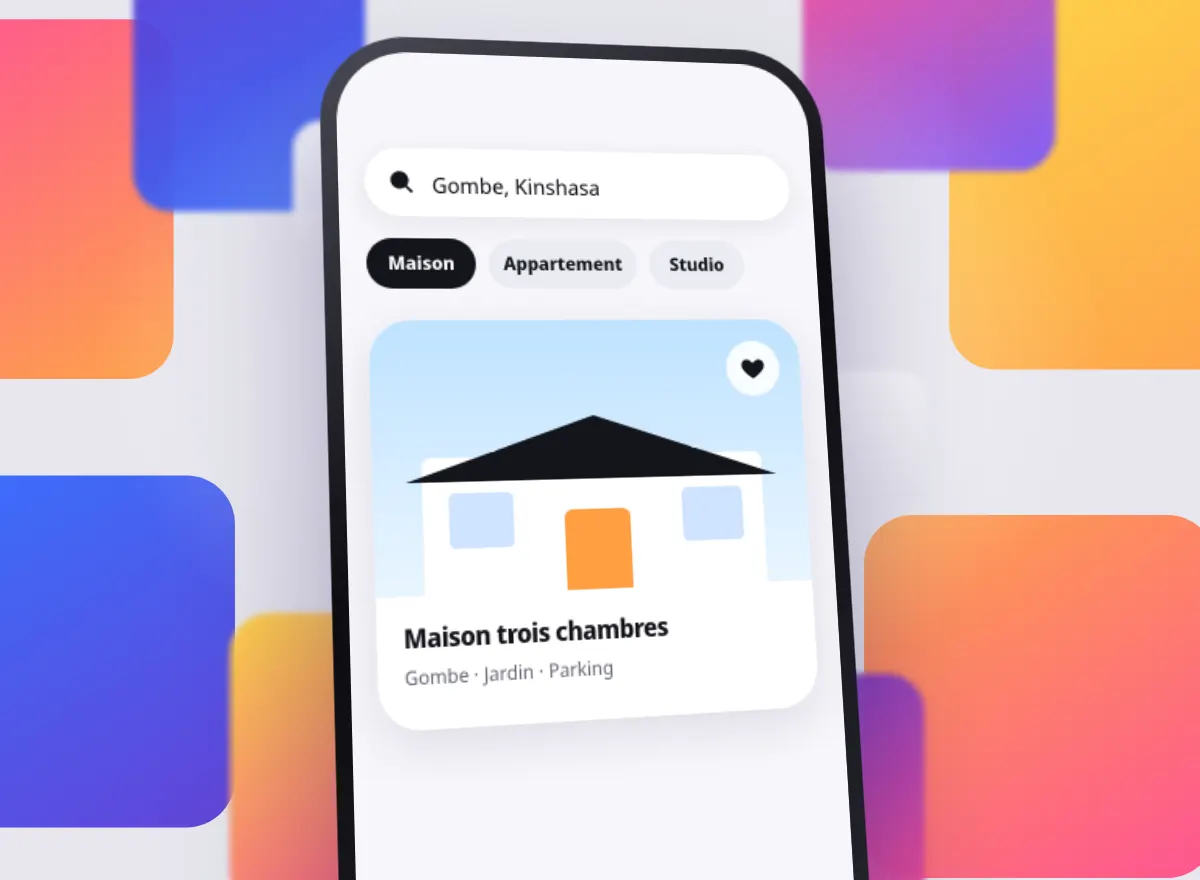 Gombe, Kinshasa
Maison Appartement Studio
Maison trois chambres
Gombe · Jardin · Parking